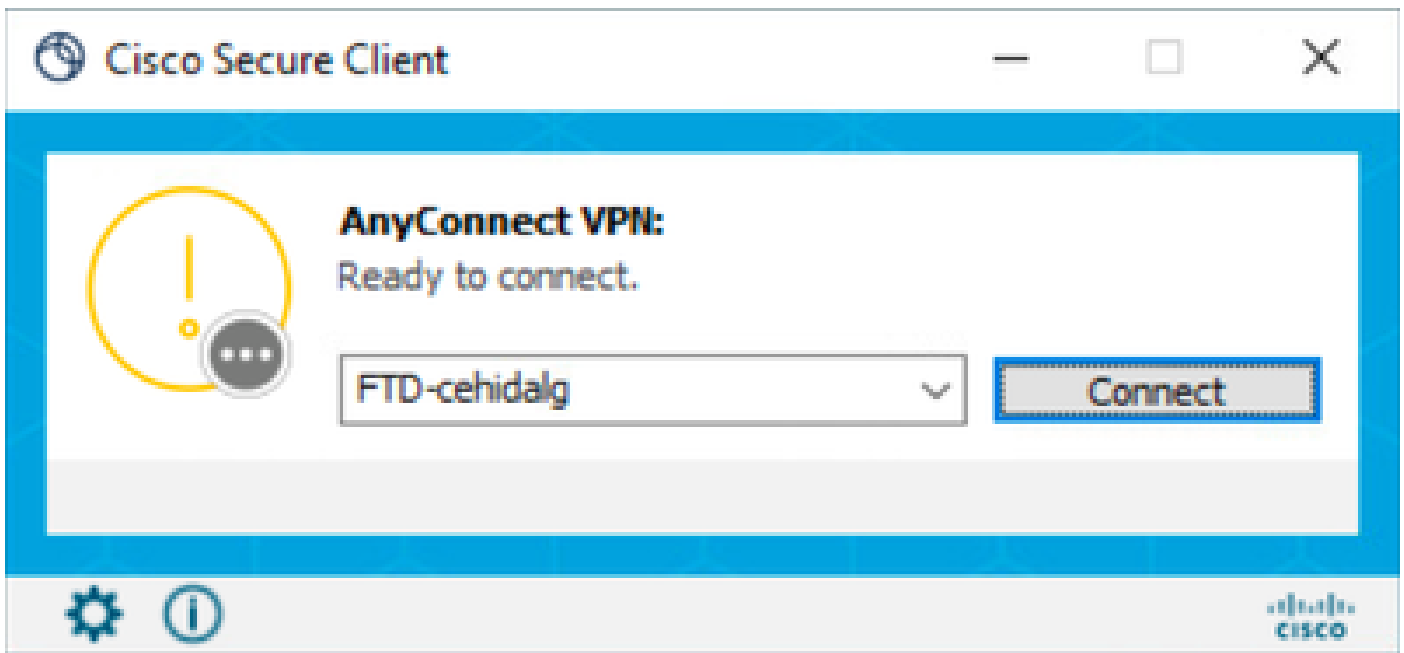 Cisco Secure Client
AnyConnect VPN:
Ready to connect.
FTD-cehidalg
Connect
CISCO